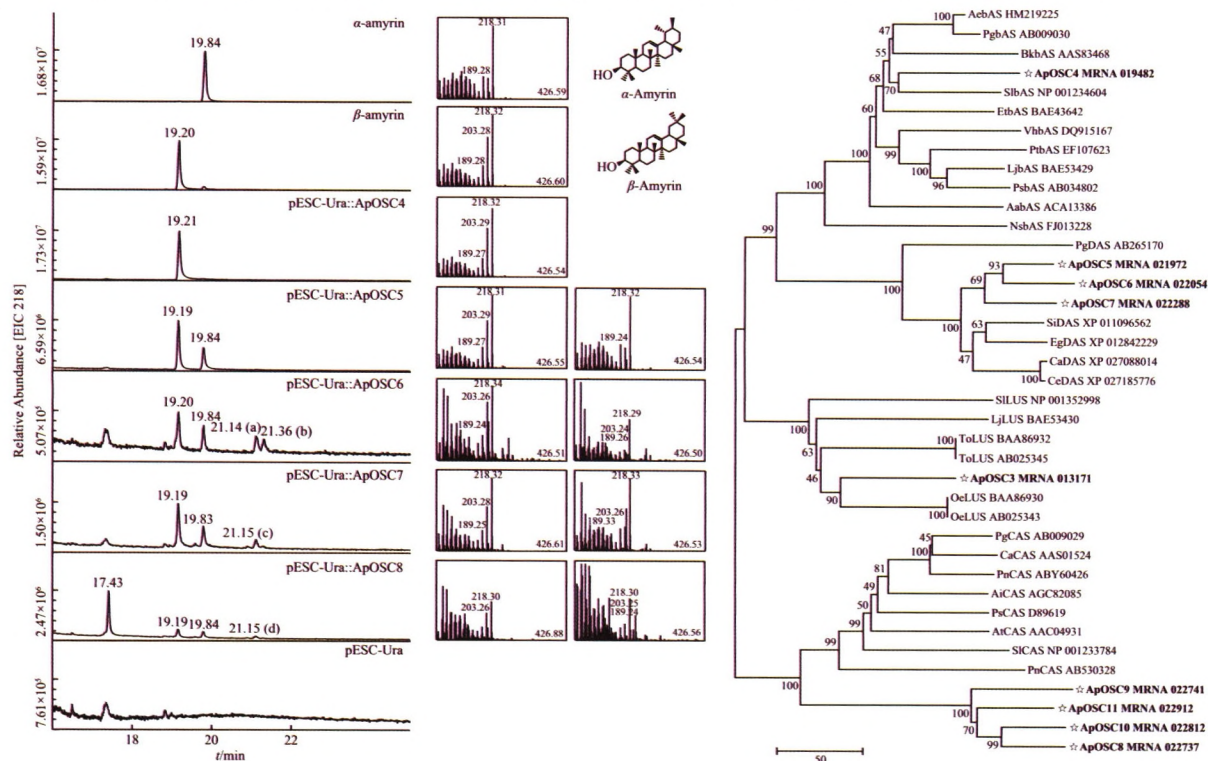 α-amyrin
19.84
1.68×10⁷
218.31
189.28
426.59
HO
α-Amyrin
β-amyrin
19.20
1.59×10⁷
218.32
203.28
189.28
426.60
HO
β-Amyrin
pESC-Ura::ApOSC4
19.21
1.73×10⁷
218.32
203.29
189.27
426.54
pESC-Ura::ApOSC5
19.19
19.84
6.59×10⁶
218.31
203.29
189.27
426.55
218.32
189.24
426.54
pESC-Ura::ApOSC6
19.20
19.84
21.14 (a)
21.36 (b)
5.07×10⁵
218.34
203.26
189.24
426.51
218.29
203.24
189.26
426.50
pESC-Ura::ApOSC7
19.19
19.83
21.15 (c)
1.50×10⁶
218.32
203.28
189.25
426.61
218.33
203.26
189.33
426.53
pESC-Ura::ApOSC8
17.43
19.19
19.84
21.15 (d)
2.47×10⁶
218.30
203.26
426.88
218.30
203.25
189.24
426.56
pESC-Ura
7.61×10⁵
Relative Abundance [EIC 218]
18
20
22
t/min
AebAS HM219225
PgbAS AB009030
BkbAS AAS83468
☆ApOSC4 MRNA 019482
SlbAS NP 001234604
EtbAS BAE43642
VhbAS DQ915167
PtbAS EF107623
LjbAS BAE53429
PsbAS AB034802
AabAS ACA13386
NsbAS FJ013228
PgDAS AB265170
☆ApOSC5 MRNA 021972
☆ApOSC6 MRNA 022054
☆ApOSC7 MRNA 022288
SiDAS XP 011096562
EgDAS XP 012842229
CaDAS XP 027088014
CeDAS XP 027185776
SlLUS NP 001352998
LjLUS BAE53430
ToLUS BAA86932
ToLUS AB025345
☆ApOSC3 MRNA 013171
OeLUS BAA86930
OeLUS AB025343
PgCAS AB009029
CaCAS AAS01524
PnCAS ABY60426
AiCAS AGC82085
PsCAS D89619
AtCAS AAC04931
SlCAS NP 001233784
PnCAS AB530328
☆ApOSC9 MRNA 022741
☆ApOSC11 MRNA 022912
☆ApOSC10 MRNA 022812
☆ApOSC8 MRNA 022737
100
47
55
68
70
60
99
100
96
100
100
99
93
69
100
63
47
100
100
63
100
46
90
100
45
100
81
49
50
99
99
100
100
70
99
50